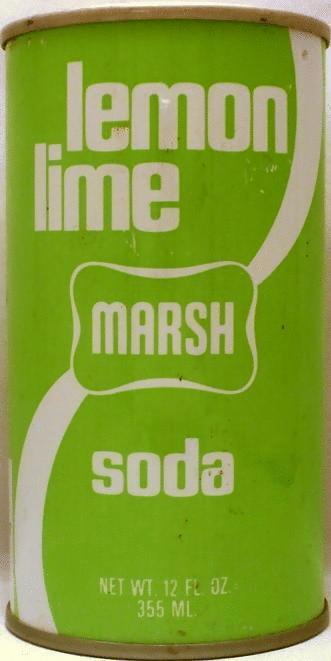 lemon
lime
MARSH
soda
NET WT. 12 FL. OZ.
355 ML.